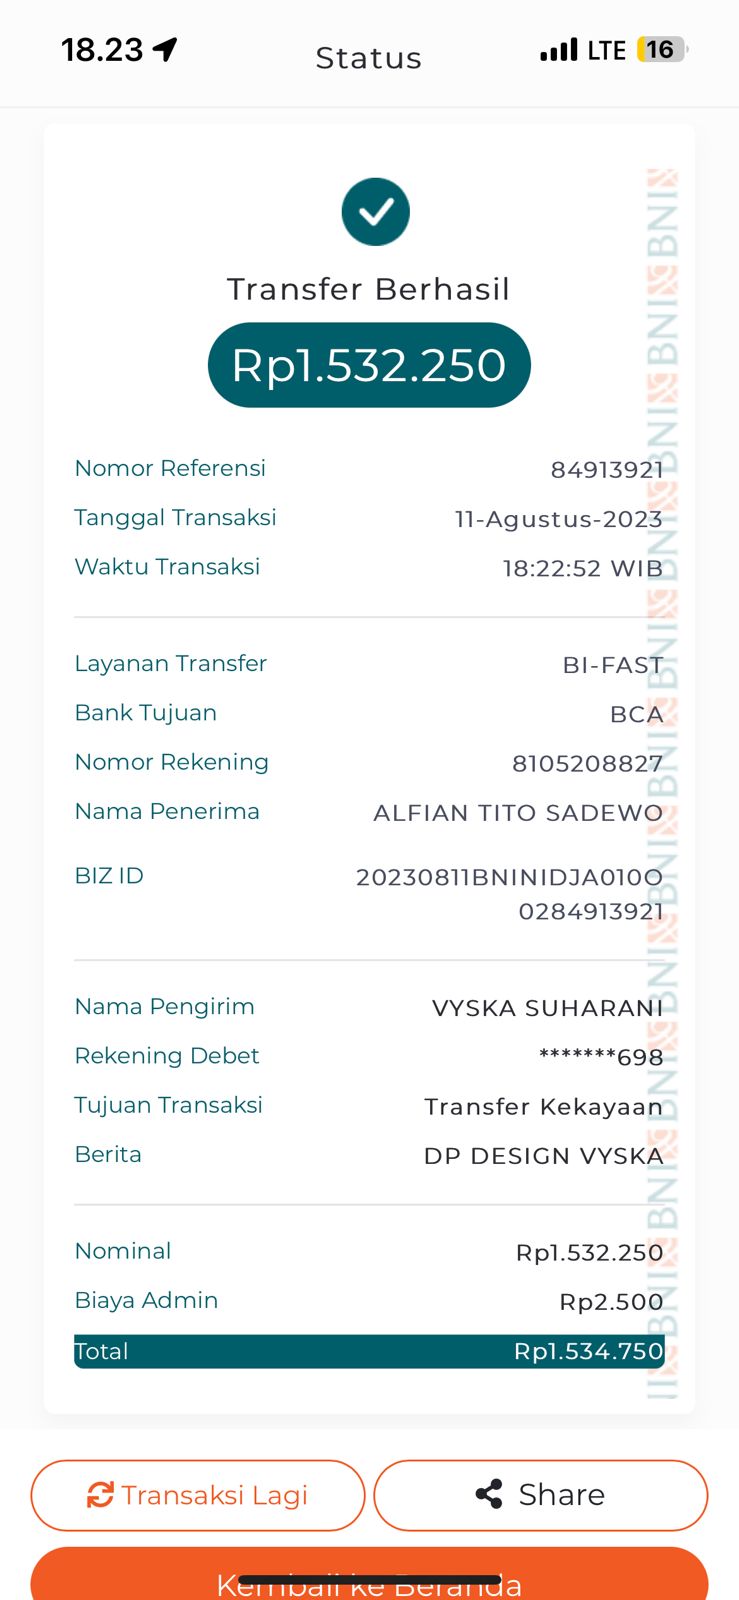 18.23
Status
LTE 16
Transfer Berhasil
Rp1.532.250
Nomor Referensi 84913921
Tanggal Transaksi 11-Agustus-2023
Waktu Transaksi 18:22:52 WIB
Layanan Transfer BI-FAST
Bank Tujuan BCA
Nomor Rekening 8105208827
Nama Penerima ALFIAN TITO SADEWO
BIZ ID 20230811BNINIDJA010O
0284913921
Nama Pengirim VYSKA SUHARANI
Rekening Debet *******698
Tujuan Transaksi Transfer Kekayaan
Berita DP DESIGN VYSKA
Nominal Rp1.532.250
Biaya Admin Rp2.500
Total Rp1.534.750
Transaksi Lagi
Share
Kembali ke Beranda
BNI BNI BNI BNI BNI BNI BNI BNI BNI BNI BNI